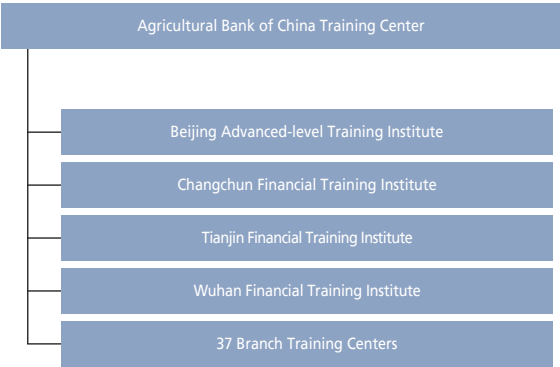 Agricultural Bank of China Training Center
Beijing Advanced-level Training Institute
Changchun Financial Training Institute
Tianjin Financial Training Institute
Wuhan Financial Training Institute
37 Branch Training Centers